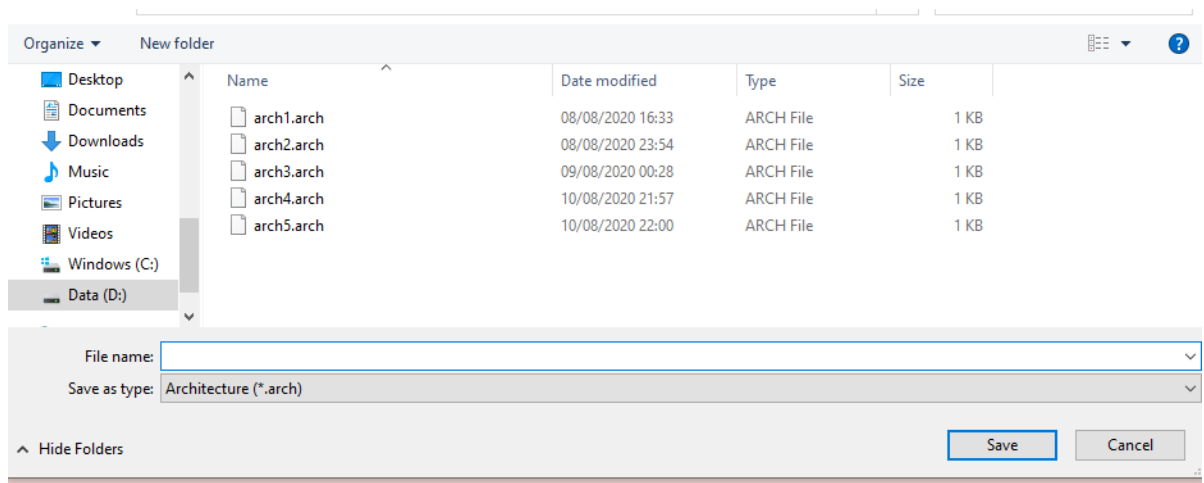 Organize New folder
Name Date modified Type Size
Desktop
Documents
Downloads
Music
Pictures
Videos
Windows (C:)
Data (D:)
arch1.arch 08/08/2020 16:33 ARCH File 1 KB
arch2.arch 08/08/2020 23:54 ARCH File 1 KB
arch3.arch 09/08/2020 00:28 ARCH File 1 KB
arch4.arch 10/08/2020 21:57 ARCH File 1 KB
arch5.arch 10/08/2020 22:00 ARCH File 1 KB
File name:
Save as type: Architecture (*.arch)
Hide Folders Save Cancel